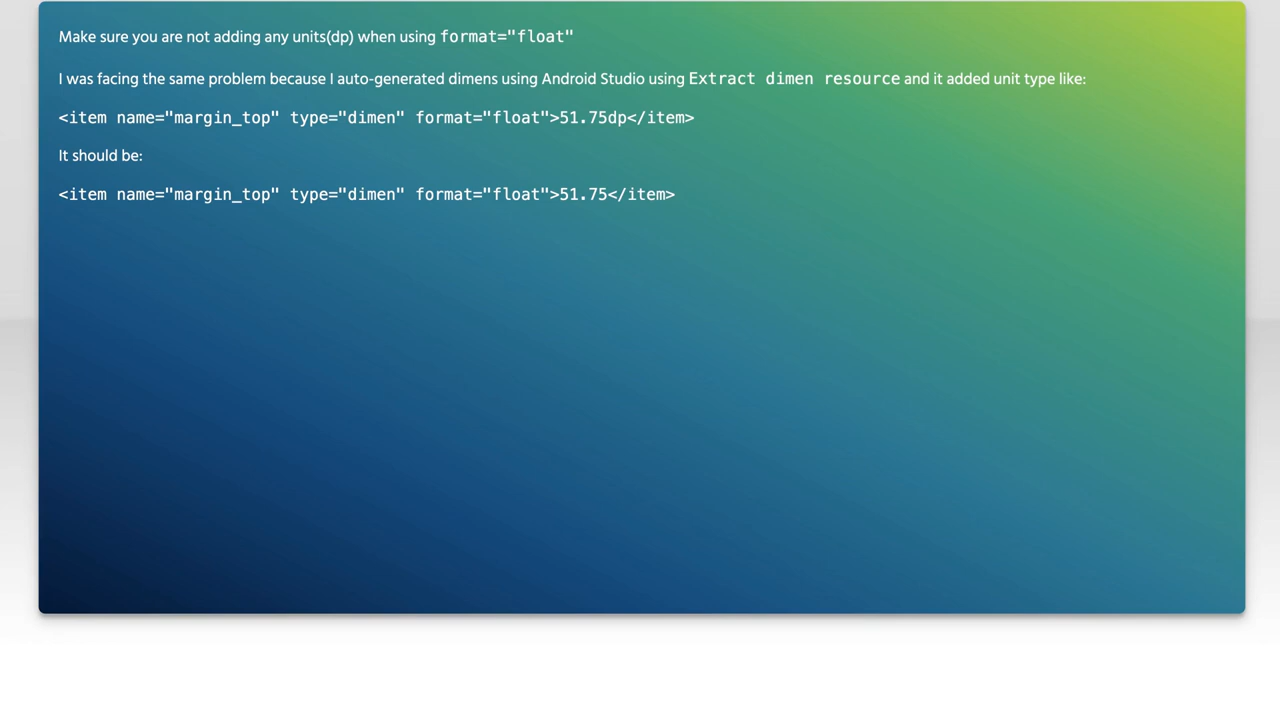 Make sure you are not adding any units(dp) when using format="float"
I was facing the same problem because I auto-generated dimens using Android Studio using Extract dimen resource and it added unit type like:
<item name="margin_top" type="dimen" format="float">51.75dp</item>
It should be:
<item name="margin_top" type="dimen" format="float">51.75</item>